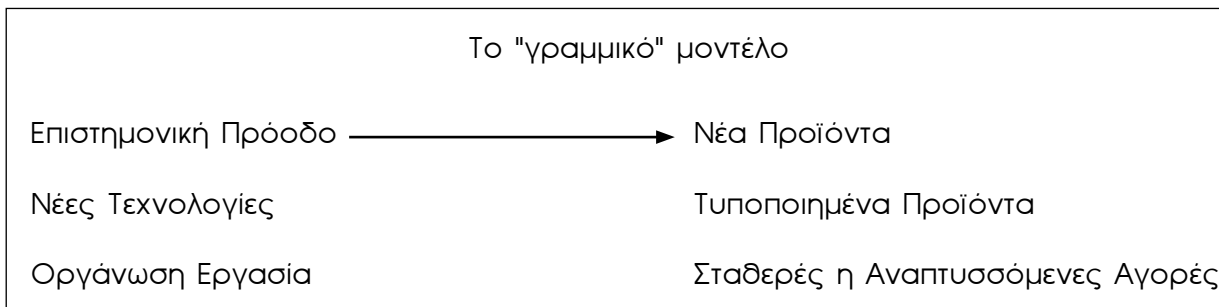 Το "γραμμικό" μοντέλο
Επιστημονική Πρόοδο Νέα Προϊόντα
Νέες Τεχνολογίες Τυποποιημένα Προϊόντα
Οργάνωση Εργασία Σταθερές η Αναπτυσσόμενες Αγορές